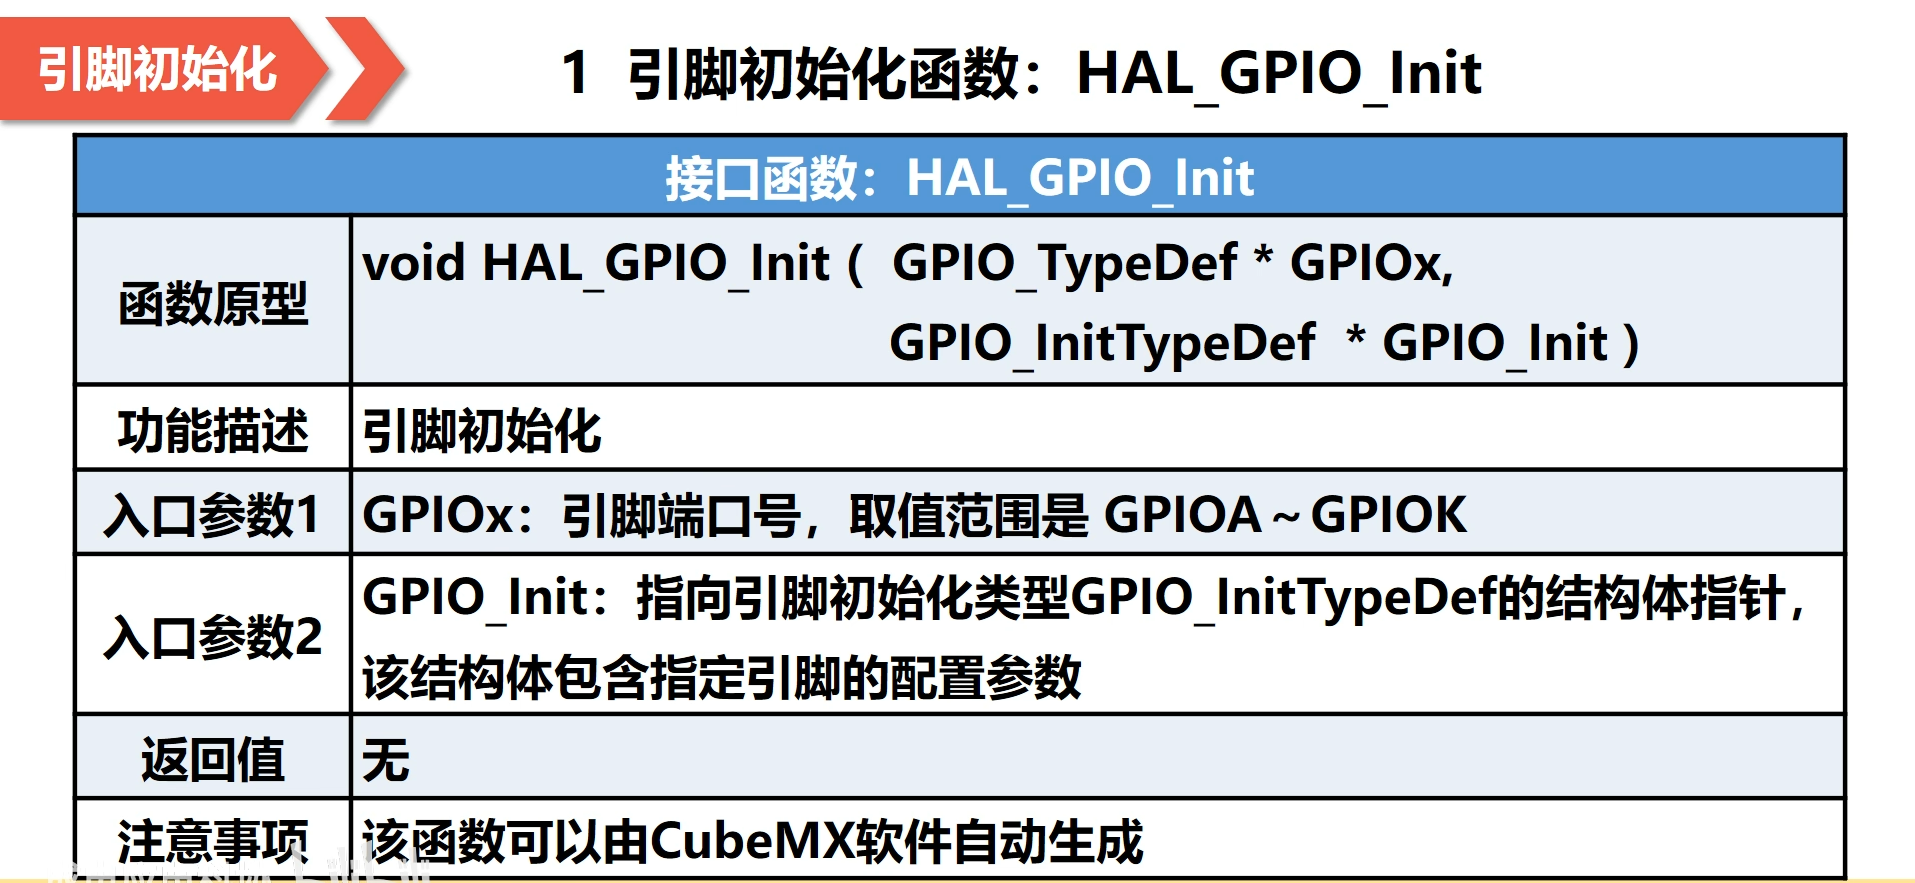 引脚初始化
1 引脚初始化函数：HAL_GPIO_Init
接口函数：HAL_GPIO_Init
函数原型
void HAL_GPIO_Init ( GPIO_TypeDef * GPIOx,
GPIO_InitTypeDef * GPIO_Init )
功能描述
引脚初始化
入口参数1
GPIOx：引脚端口号，取值范围是 GPIOA～GPIOK
入口参数2
GPIO_Init：指向引脚初始化类型GPIO_InitTypeDef的结构体指针，
该结构体包含指定引脚的配置参数
返回值
无
注意事项
该函数可以由CubeMX软件自动生成